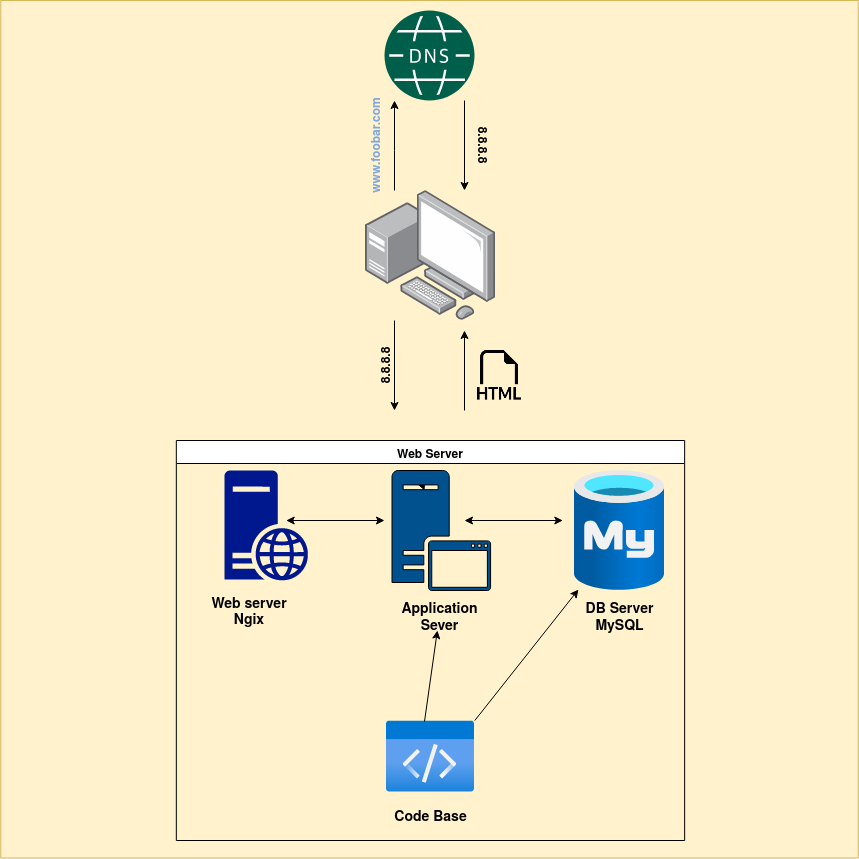 DNS
www.foobar.com
8.8.8.8
8.8.8.8
HTML
Web Server
My
Web server
Ngix
Application
Sever
DB Server
MySQL
</>
Code Base